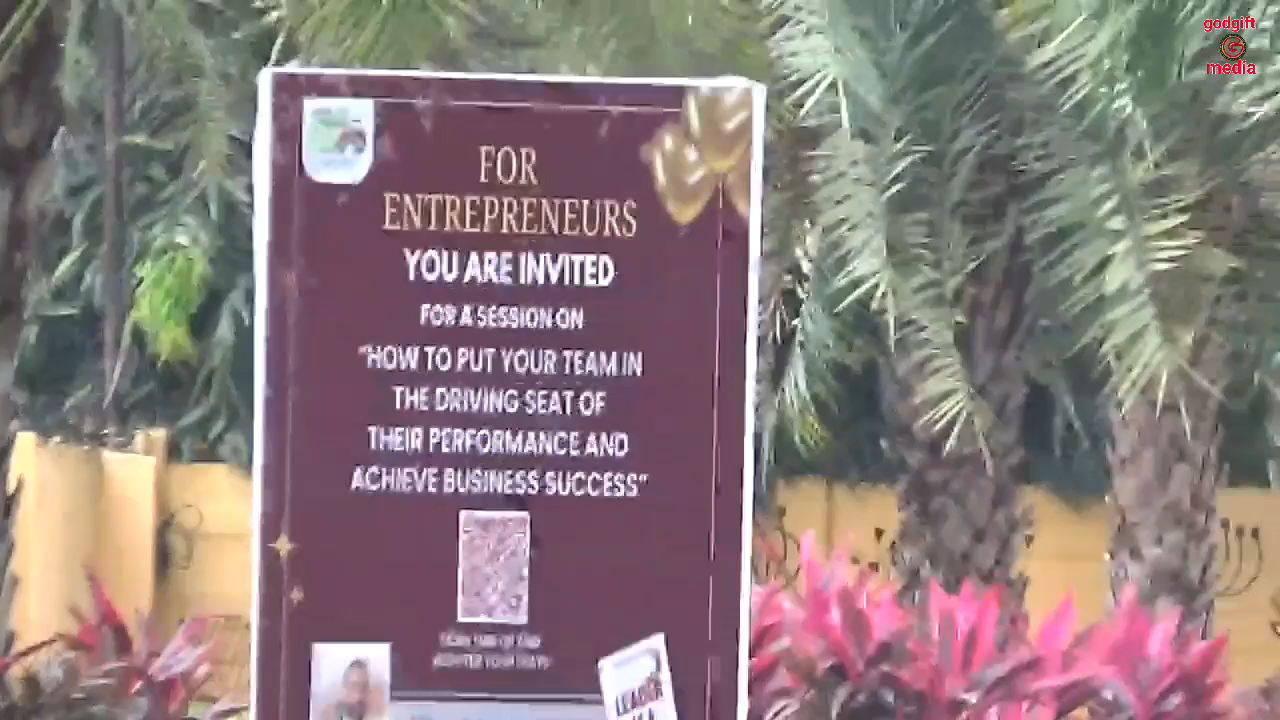 godgift
G
media
FOR
ENTREPRENEURS
YOU ARE INVITED
FOR A SESSION ON
"HOW TO PUT YOUR TEAM IN
THE DRIVING SEAT OF
THEIR PERFORMANCE AND
ACHIEVE BUSINESS SUCCESS"
LEADER